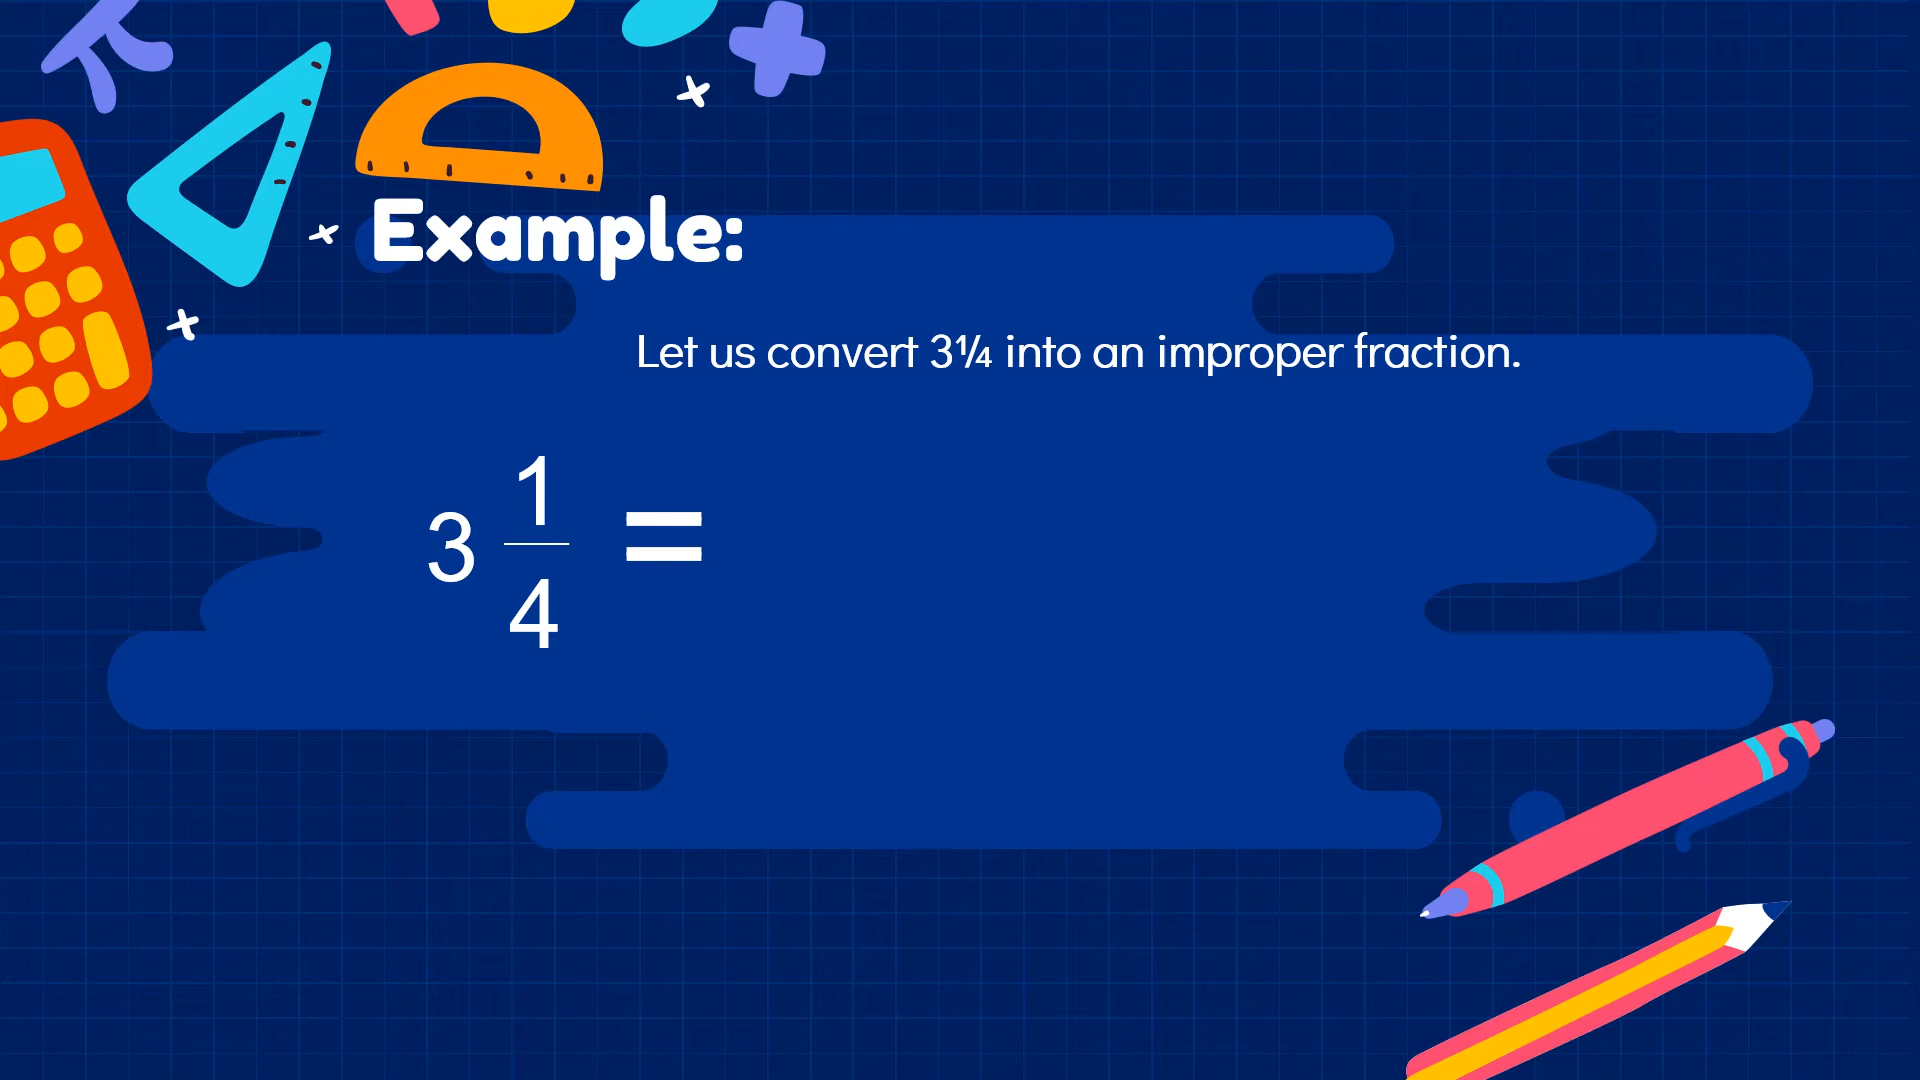 Example:
Let us convert 3¼ into an improper fraction.
3 1/4 =